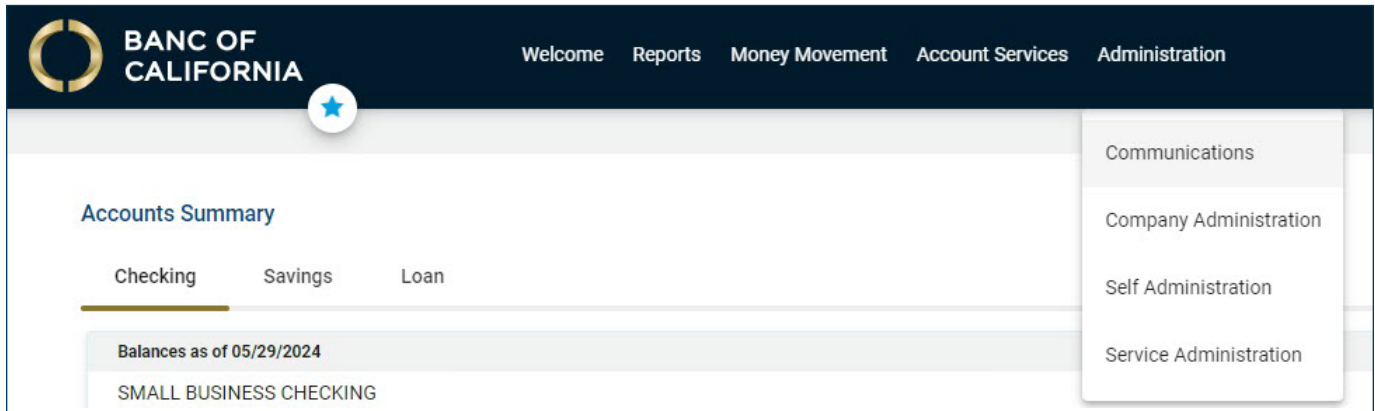 BANC OF
CALIFORNIA
Welcome Reports Money Movement Account Services Administration
Communications
Company Administration
Self Administration
Service Administration
Accounts Summary
Checking Savings Loan
Balances as of 05/29/2024
SMALL BUSINESS CHECKING